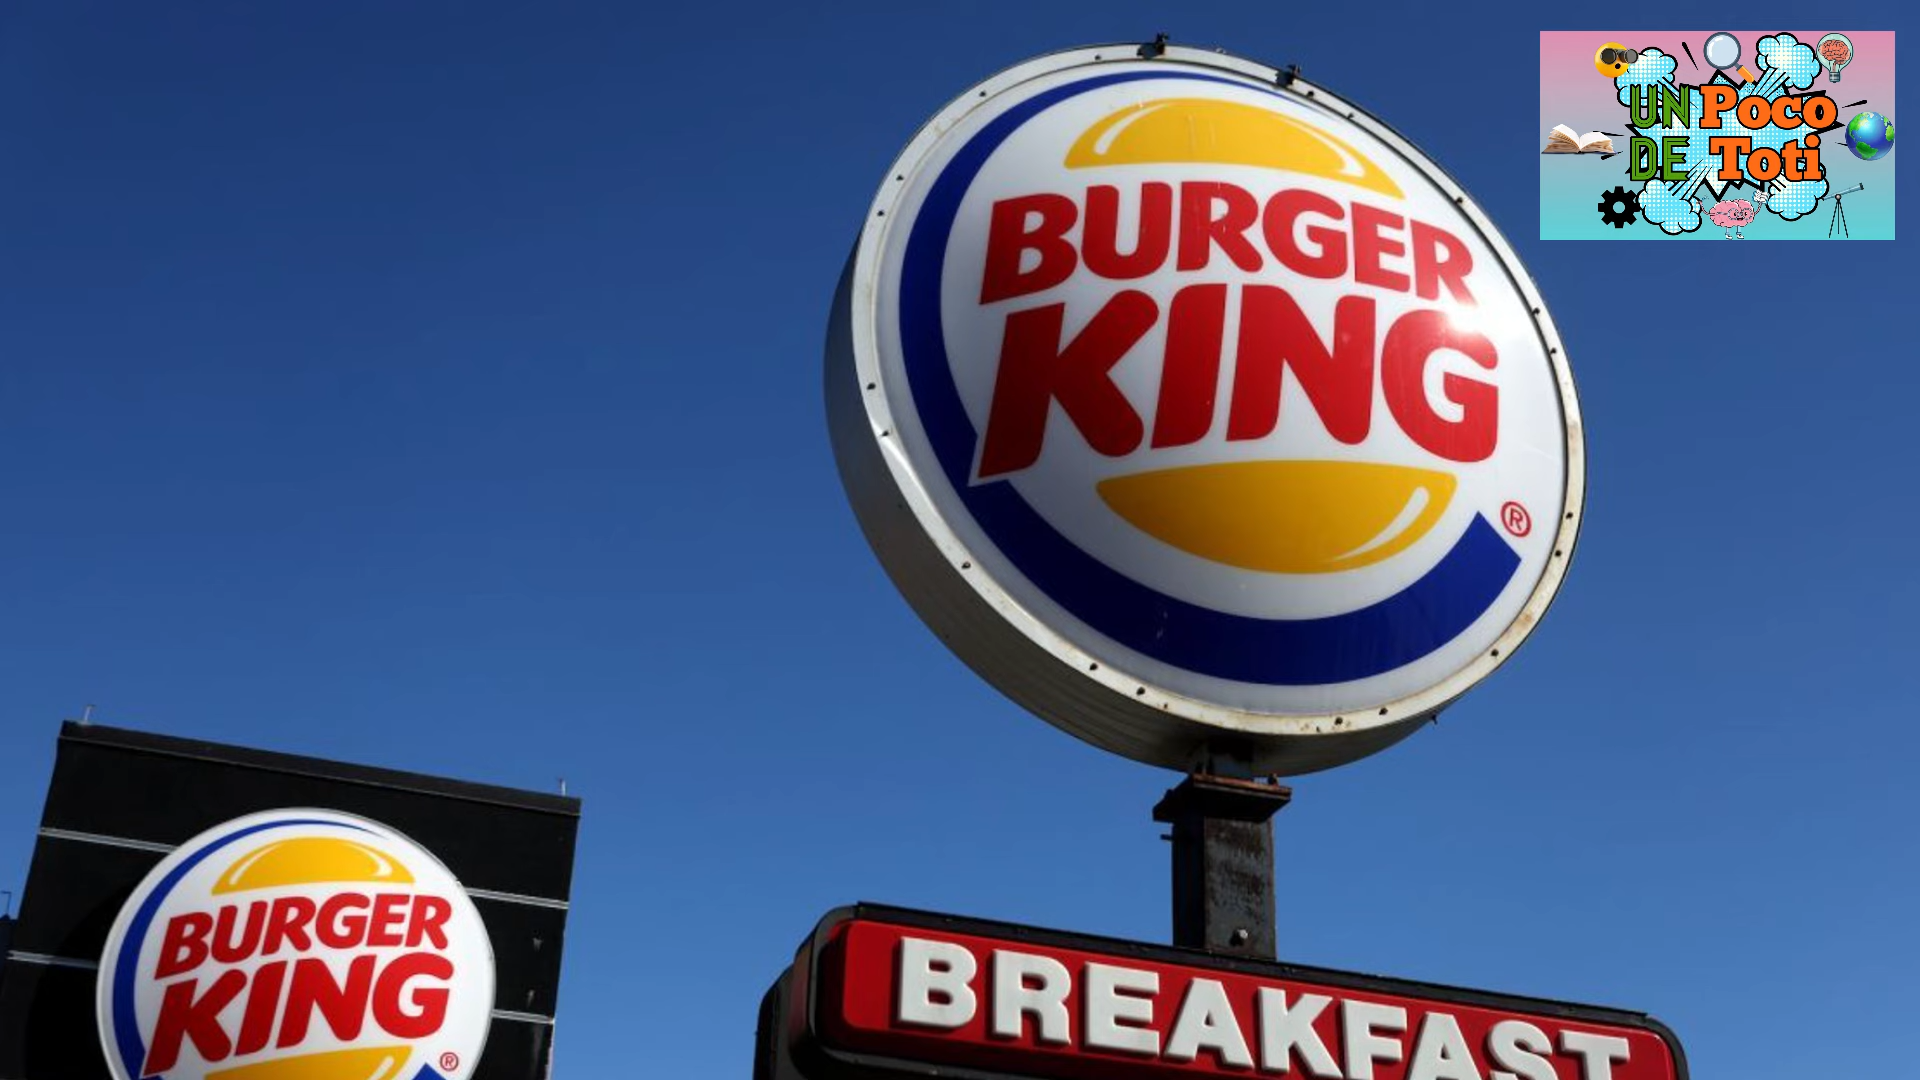 BURGER
KING
®
UN Poco
DE Toti
BURGER
KING
®
BREAKFAST